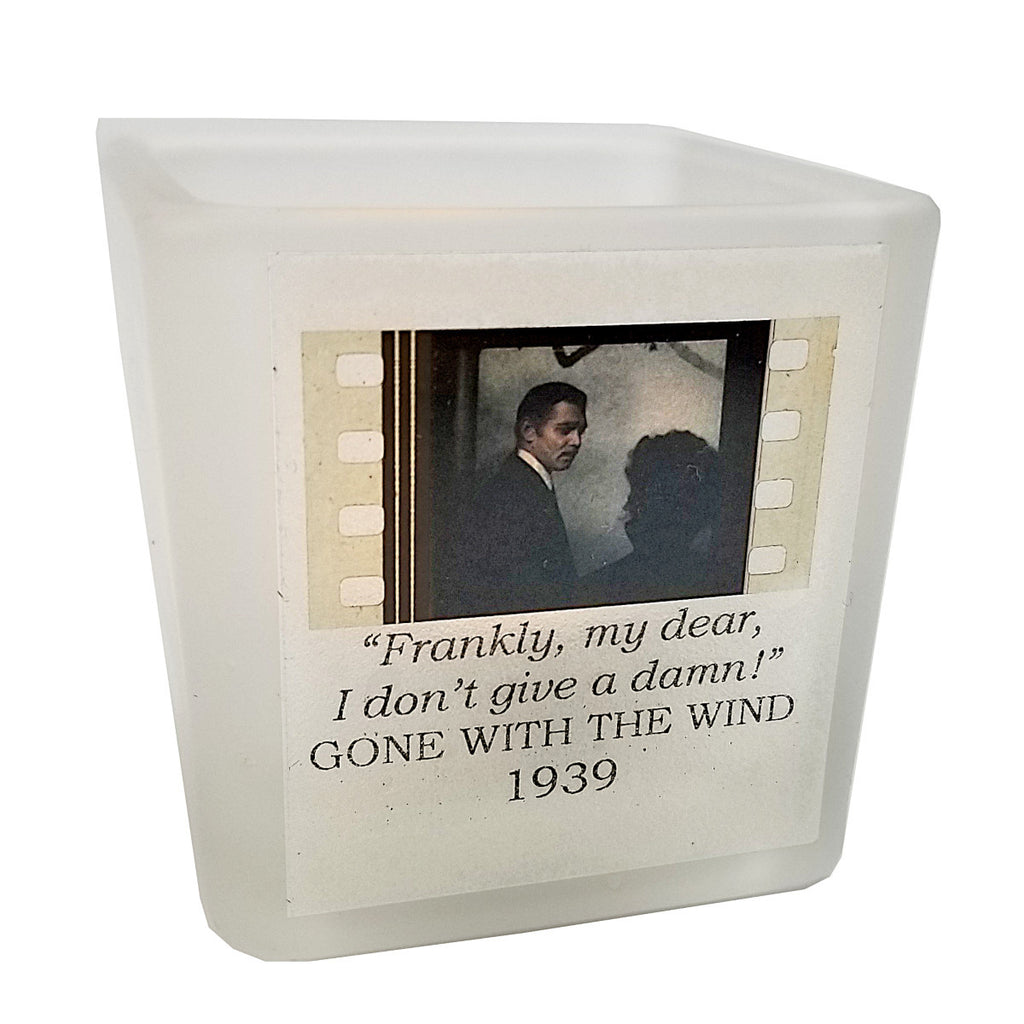 “Frankly, my dear,
I don’t give a damn!”
GONE WITH THE WIND
1939